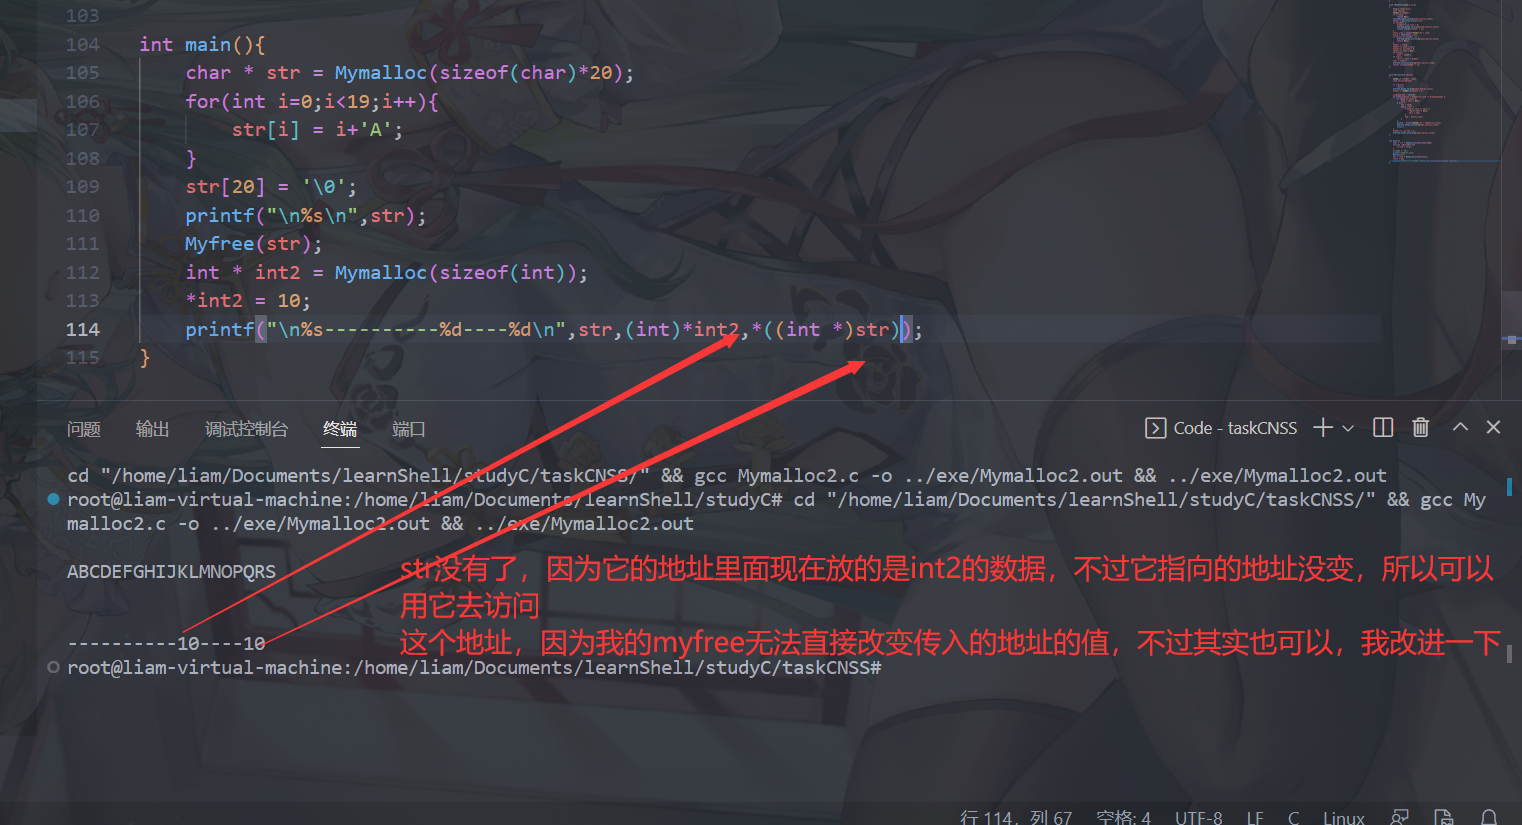 103
104 int main(){
105 char * str = Mymalloc(sizeof(char)*20);
106 for(int i=0;i<19;i++){
107 str[i] = i+'A';
108 }
109 str[20] = '\0';
110 printf("\n%s\n",str);
111 Myfree(str);
112 int * int2 = Mymalloc(sizeof(int));
113 *int2 = 10;
114 printf("\n%s----------%d----%d\n",str,(int)*int2,*((int *)str));
115 }
问题 输出 调试控制台 终端 端口 Code - taskCNSS
cd "/home/liam/Documents/learnShell/studyC/taskCNSS/" && gcc Mymalloc2.c -o ../exe/Mymalloc2.out && ../exe/Mymalloc2.out
root@liam-virtual-machine:/home/liam/Documents/learnShell/studyC# cd "/home/liam/Documents/learnShell/studyC/taskCNSS/" && gcc My
malloc2.c -o ../exe/Mymalloc2.out && ../exe/Mymalloc2.out
ABCDEFGHIJKLMNOPQRS
str没有了，因为它的地址里面现在放的是int2的数据，不过它指向的地址没变，所以可以
用它去访问
这个地址，因为我的myfree无法直接改变传入的地址的值，不过其实也可以，我改进一下
----------10----10
root@liam-virtual-machine:/home/liam/Documents/learnShell/studyC/taskCNSS#
行 114，列 67 空格: 4 UTF-8 LF C Linux